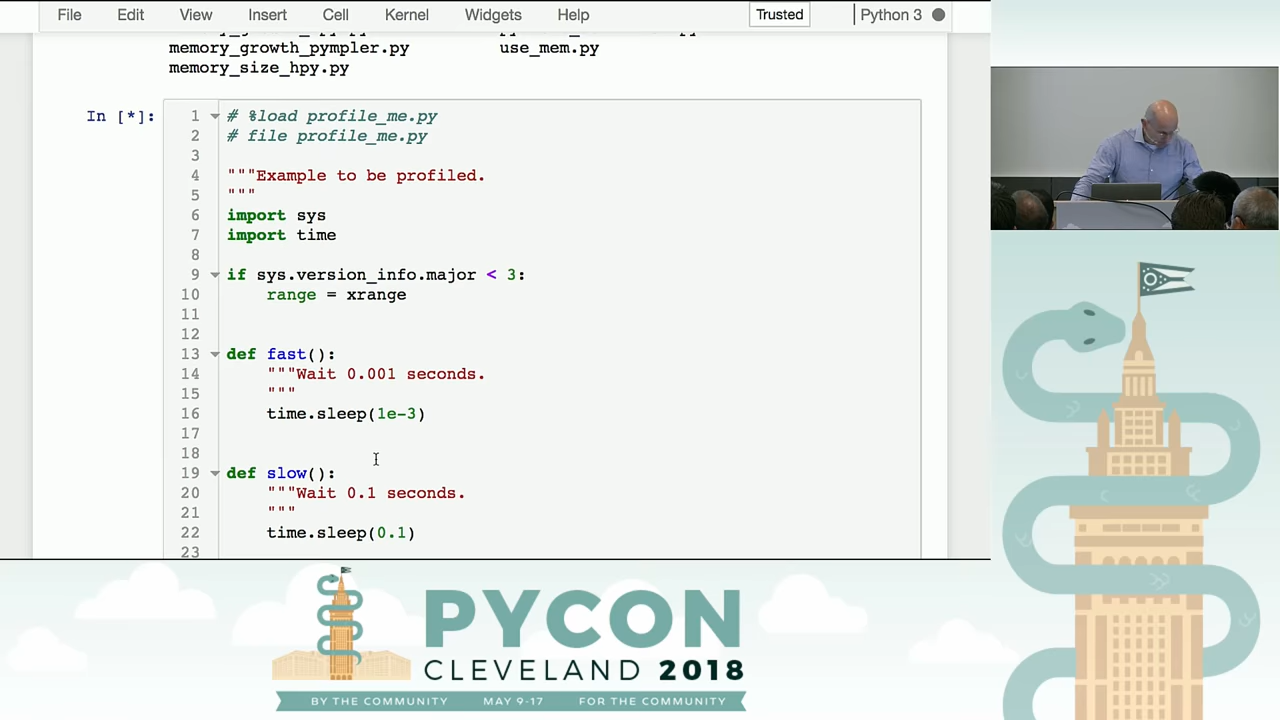 File Edit View Insert Cell Kernel Widgets Help Trusted Python 3
memory_growth_pympler.py use_mem.py
memory_size_hpy.py
In [*]:
1 # %load profile_me.py
2 # file profile_me.py
3
4 """Example to be profiled.
5 """
6 import sys
7 import time
8
9 if sys.version_info.major < 3:
10 range = xrange
11
12
13 def fast():
14 """Wait 0.001 seconds.
15 """
16 time.sleep(1e-3)
17
18
19 def slow():
20 """Wait 0.1 seconds.
21 """
22 time.sleep(0.1)
23
PYCON
CLEVELAND 2018
BY THE COMMUNITY MAY 9-17 FOR THE COMMUNITY